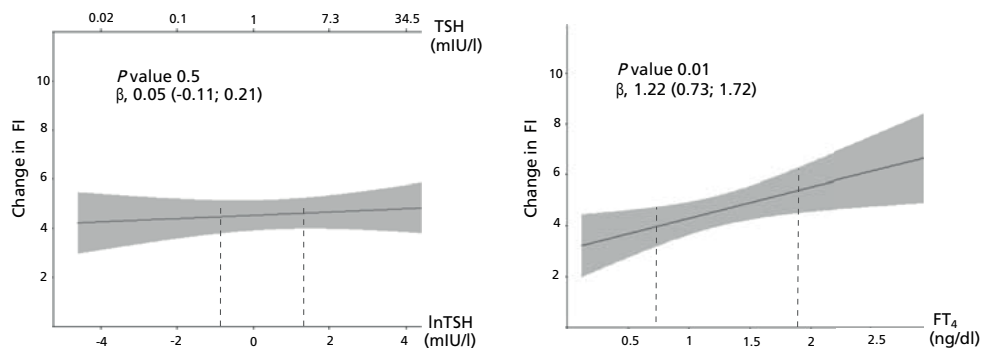 0.02 0.1 1 7.3 34.5 TSH
(mIU/l)
P value 0.5
β, 0.05 (-0.11; 0.21)
Change in FI
10
8
6
4
2
-4 -2 0 2 4
lnTSH
(mIU/l)
P value 0.01
β, 1.22 (0.73; 1.72)
Change in FI
10
8
6
4
2
0.5 1 1.5 2 2.5
FT₄
(ng/dl)